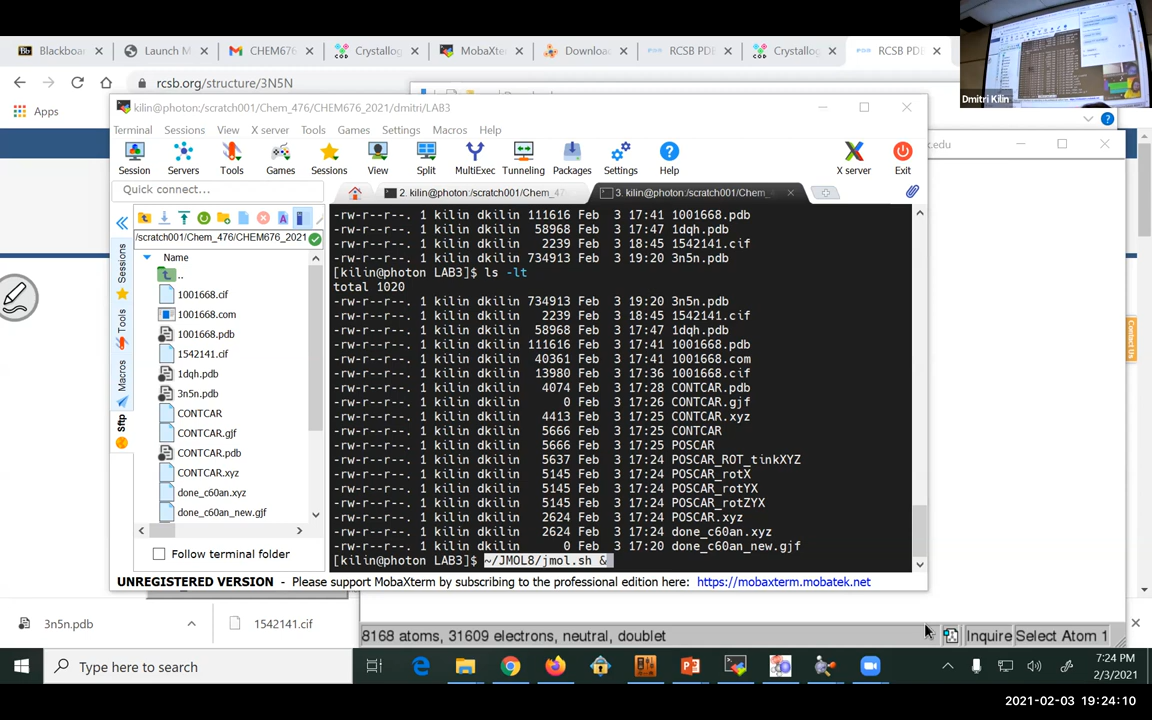 Blackboa
Launch M
CHEM676
Crystallog
MobaXte
Download
RCSB PDB
Crystallog
RCSB PD
rcsb.org/structure/3N5N
Apps
Dmitri Kilin
kilin@photon:/scratch001/Chem_476/CHEM676_2021/dmitri/LAB3
Terminal Sessions View X server Tools Games Settings Macros Help
Session Servers Tools Games Sessions View Split MultiExec Tunneling Packages Settings Help X server Exit
Quick connect...
2. kilin@photon:/scratch001/Chem_47
3. kilin@photon:/scratch001/Chem_
/scratch001/Chem_476/CHEM676_2021
Name
..
1001668.cif
1001668.com
1001668.pdb
1542141.cif
1dqh.pdb
3n5n.pdb
CONTCAR
CONTCAR.gjf
CONTCAR.pdb
CONTCAR.xyz
done_c60an.xyz
done_c60an_new.gjf
Follow terminal folder
Sessions
Tools
Macros
Sftp
-rw-r--r--. 1 kilin dkilin 111616 Feb 3 17:41 1001668.pdb
-rw-r--r--. 1 kilin dkilin 58968 Feb 3 17:47 1dqh.pdb
-rw-r--r--. 1 kilin dkilin 2239 Feb 3 18:45 1542141.cif
-rw-r--r--. 1 kilin dkilin 734913 Feb 3 19:20 3n5n.pdb
[kilin@photon LAB3]$ ls -lt
total 1020
-rw-r--r--. 1 kilin dkilin 734913 Feb 3 19:20 3n5n.pdb
-rw-r--r--. 1 kilin dkilin 2239 Feb 3 18:45 1542141.cif
-rw-r--r--. 1 kilin dkilin 58968 Feb 3 17:47 1dqh.pdb
-rw-r--r--. 1 kilin dkilin 111616 Feb 3 17:41 1001668.pdb
-rw-r--r--. 1 kilin dkilin 40361 Feb 3 17:41 1001668.com
-rw-r--r--. 1 kilin dkilin 13980 Feb 3 17:36 1001668.cif
-rw-r--r--. 1 kilin dkilin 4074 Feb 3 17:28 CONTCAR.pdb
-rw-r--r--. 1 kilin dkilin 0 Feb 3 17:26 CONTCAR.gjf
-rw-r--r--. 1 kilin dkilin 4413 Feb 3 17:25 CONTCAR.xyz
-rw-r--r--. 1 kilin dkilin 5666 Feb 3 17:25 CONTCAR
-rw-r--r--. 1 kilin dkilin 5666 Feb 3 17:25 POSCAR
-rw-r--r--. 1 kilin dkilin 5637 Feb 3 17:24 POSCAR_ROT_tinkXYZ
-rw-r--r--. 1 kilin dkilin 5145 Feb 3 17:24 POSCAR_rotX
-rw-r--r--. 1 kilin dkilin 5145 Feb 3 17:24 POSCAR_rotYX
-rw-r--r--. 1 kilin dkilin 5145 Feb 3 17:24 POSCAR_rotZYX
-rw-r--r--. 1 kilin dkilin 2624 Feb 3 17:24 POSCAR.xyz
-rw-r--r--. 1 kilin dkilin 2624 Feb 3 17:24 done_c60an.xyz
-rw-r--r--. 1 kilin dkilin 0 Feb 3 17:20 done_c60an_new.gjf
[kilin@photon LAB3]$ ~/JMOL8/jmol.sh &
UNREGISTERED VERSION - Please support MobaXterm by subscribing to the professional edition here: https://mobaxterm.mobatek.net
.edu
Contact Us
3n5n.pdb
1542141.cif
8168 atoms, 31609 electrons, neutral, doublet
Inquire
Select Atom 1
Type here to search
7:24 PM
2/3/2021
2021-02-03 19:24:10